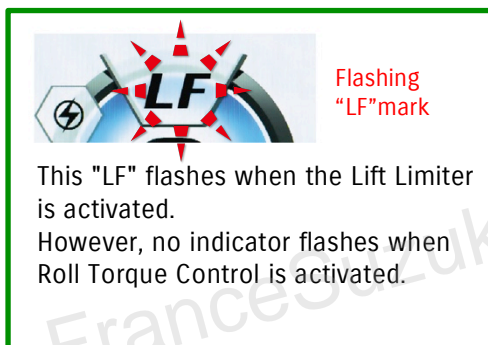 LF
Flashing
“LF”mark
This "LF" flashes when the Lift Limiter
is activated.
However, no indicator flashes when
Roll Torque Control is activated.
FranceSuzuk